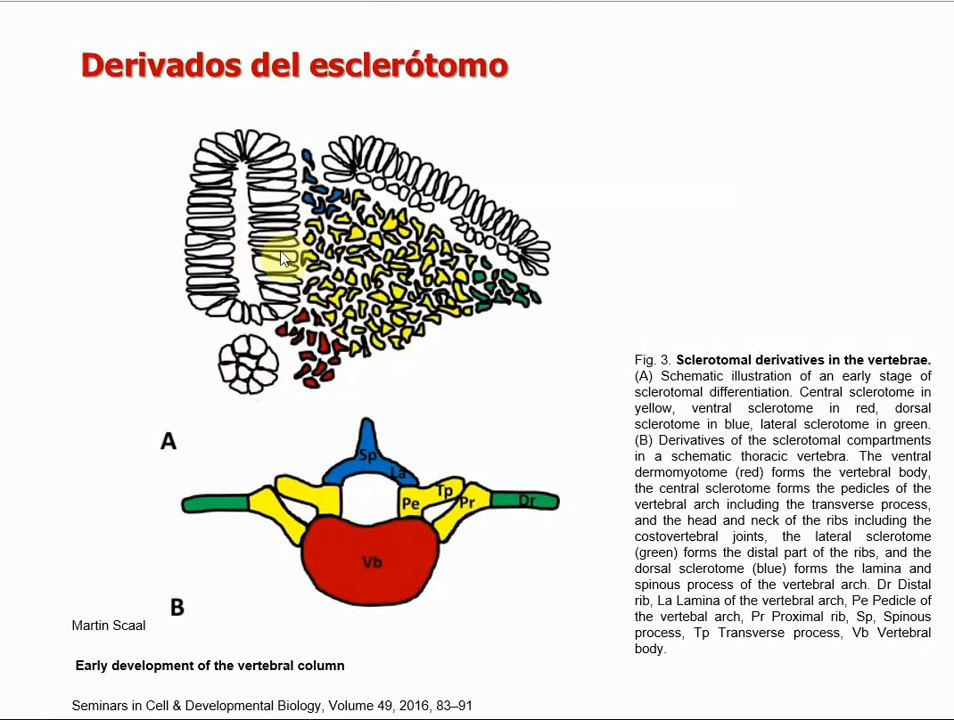 Derivados del esclerótomo
A
Sp
La
Tp
Pe
Pr
Dr
Vb
B
Martin Scaal
Early development of the vertebral column
Seminars in Cell & Developmental Biology, Volume 49, 2016, 83–91
Fig. 3. Sclerotomal derivatives in the vertebrae.
(A) Schematic illustration of an early stage of
sclerotomal differentiation. Central sclerotome in
yellow, ventral sclerotome in red, dorsal
sclerotome in blue, lateral sclerotome in green.
(B) Derivatives of the sclerotomal compartments
in a schematic thoracic vertebra. The ventral
dermomyotome (red) forms the vertebral body,
the central sclerotome forms the pedicles of the
vertebral arch including the transverse process,
and the head and neck of the ribs including the
costovertebral joints, the lateral sclerotome
(green) forms the distal part of the ribs, and the
dorsal sclerotome (blue) forms the lamina and
spinous process of the vertebral arch. Dr Distal
rib, La Lamina of the vertebral arch, Pe Pedicle of
the vertebal arch, Pr Proximal rib, Sp, Spinous
process, Tp Transverse process, Vb Vertebral
body.